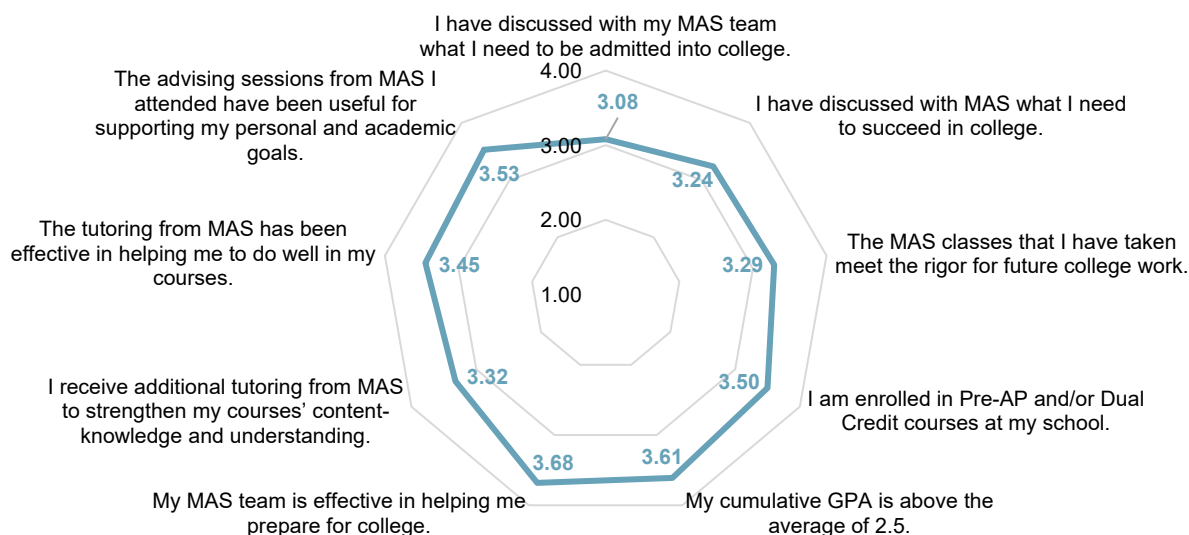 I have discussed with my MAS team
what I need to be admitted into college.
4.00
3.08
I have discussed with MAS what I need
to succeed in college.
3.24
The MAS classes that I have taken
meet the rigor for future college work.
3.29
I am enrolled in Pre-AP and/or Dual
Credit courses at my school.
3.50
My cumulative GPA is above the
average of 2.5.
3.61
My MAS team is effective in helping me
prepare for college.
3.68
I receive additional tutoring from MAS
to strengthen my courses’ content-
knowledge and understanding.
3.32
The tutoring from MAS has been
effective in helping me to do well in my
courses.
3.45
The advising sessions from MAS I
attended have been useful for
supporting my personal and academic
goals.
3.53
3.00
2.00
1.00